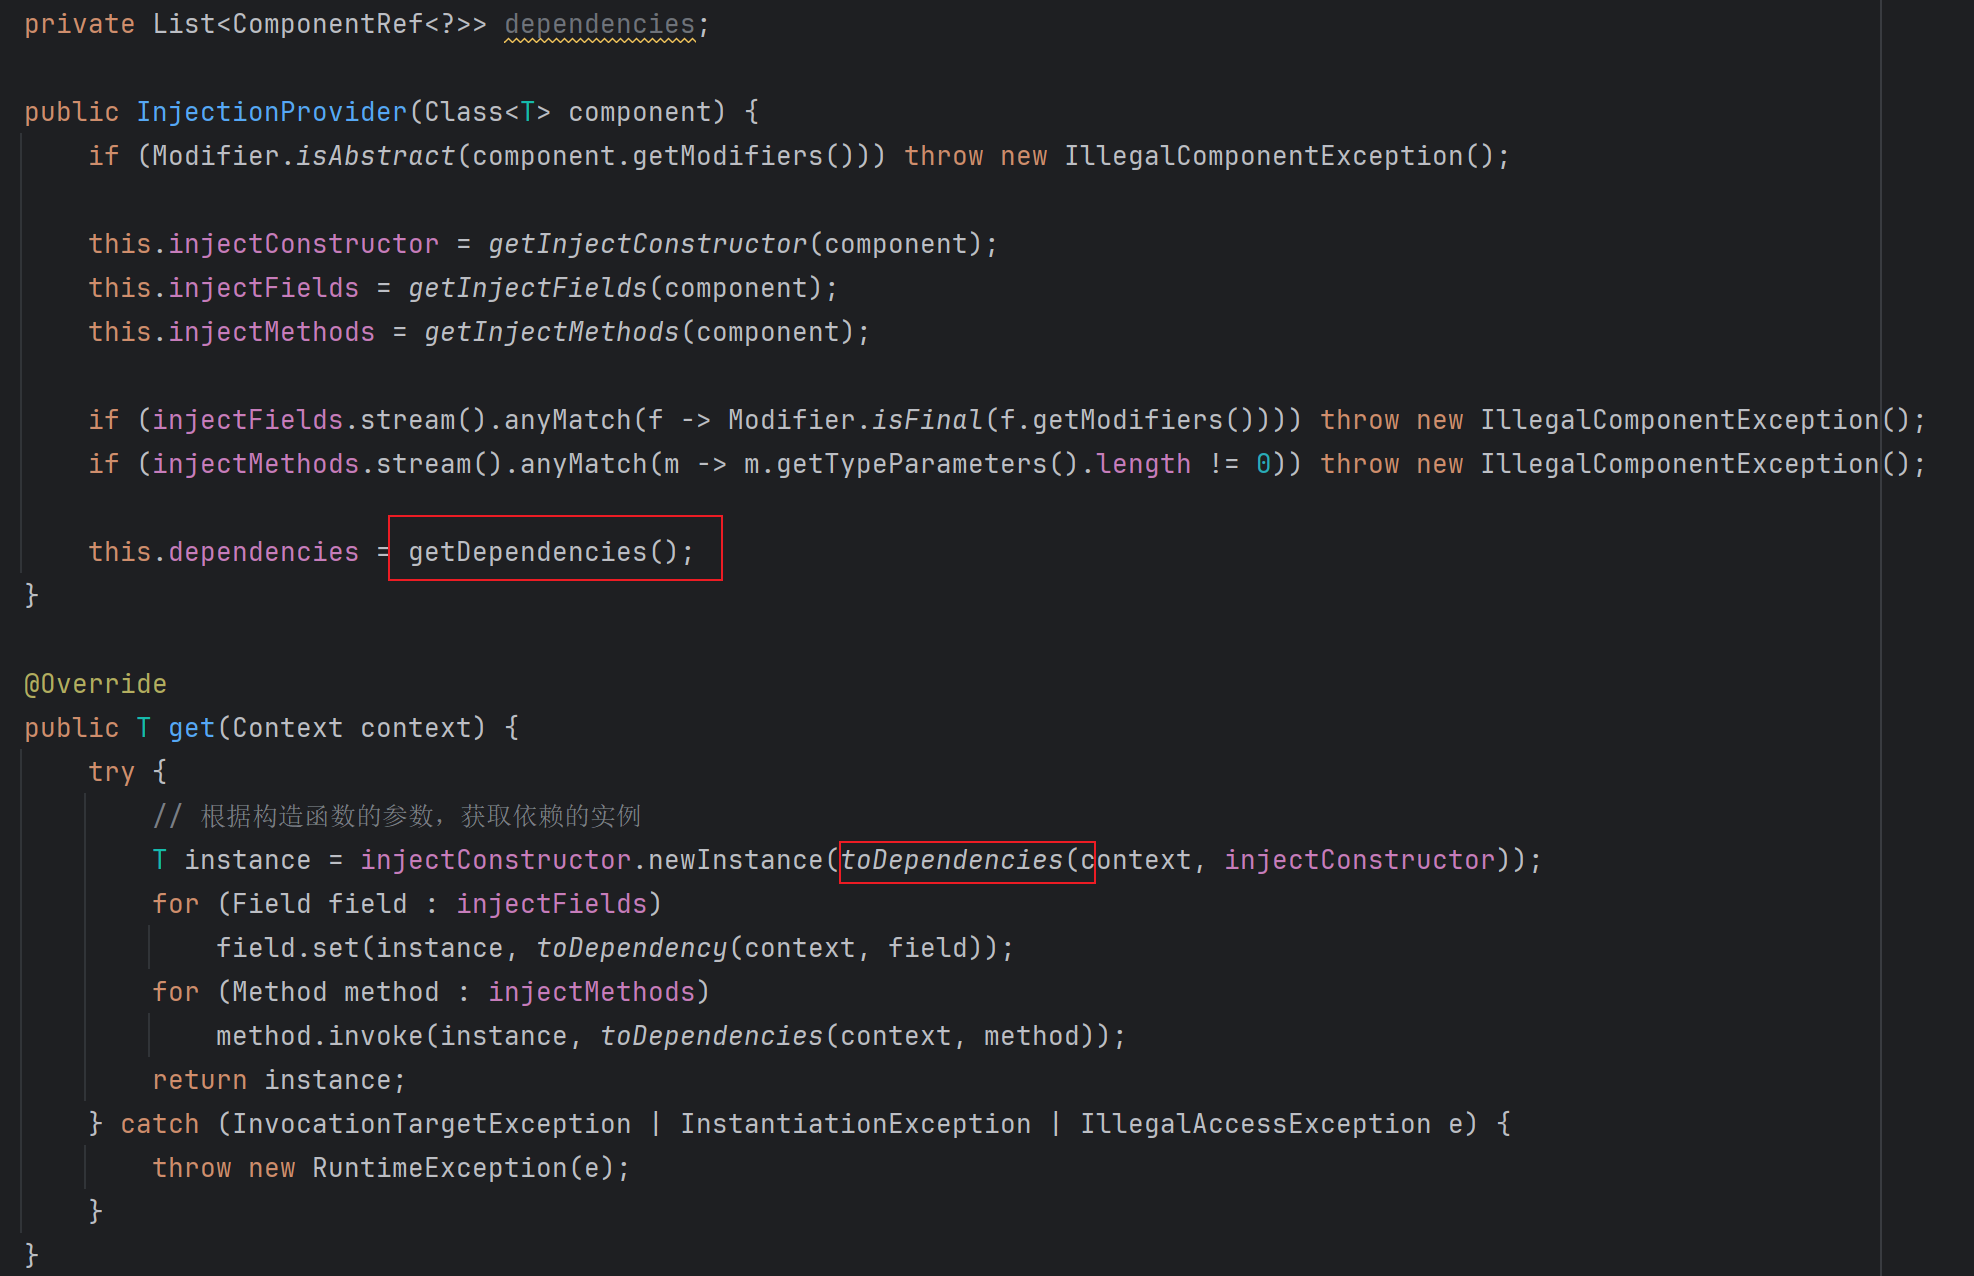 private List<ComponentRef<?>> dependencies;
public InjectionProvider(Class<T> component) {
if (Modifier.isAbstract(component.getModifiers())) throw new IllegalComponentException();
this.injectConstructor = getInjectConstructor(component);
this.injectFields = getInjectFields(component);
this.injectMethods = getInjectMethods(component);
if (injectFields.stream().anyMatch(f -> Modifier.isFinal(f.getModifiers()))) throw new IllegalComponentException();
if (injectMethods.stream().anyMatch(m -> m.getTypeParameters().length != 0)) throw new IllegalComponentException();
this.dependencies = getDependencies();
}
@Override
public T get(Context context) {
try {
// 根据构造函数的参数，获取依赖的实例
T instance = injectConstructor.newInstance(toDependencies(context, injectConstructor));
for (Field field : injectFields)
field.set(instance, toDependency(context, field));
for (Method method : injectMethods)
method.invoke(instance, toDependencies(context, method));
return instance;
} catch (InvocationTargetException | InstantiationException | IllegalAccessException e) {
throw new RuntimeException(e);
}
}